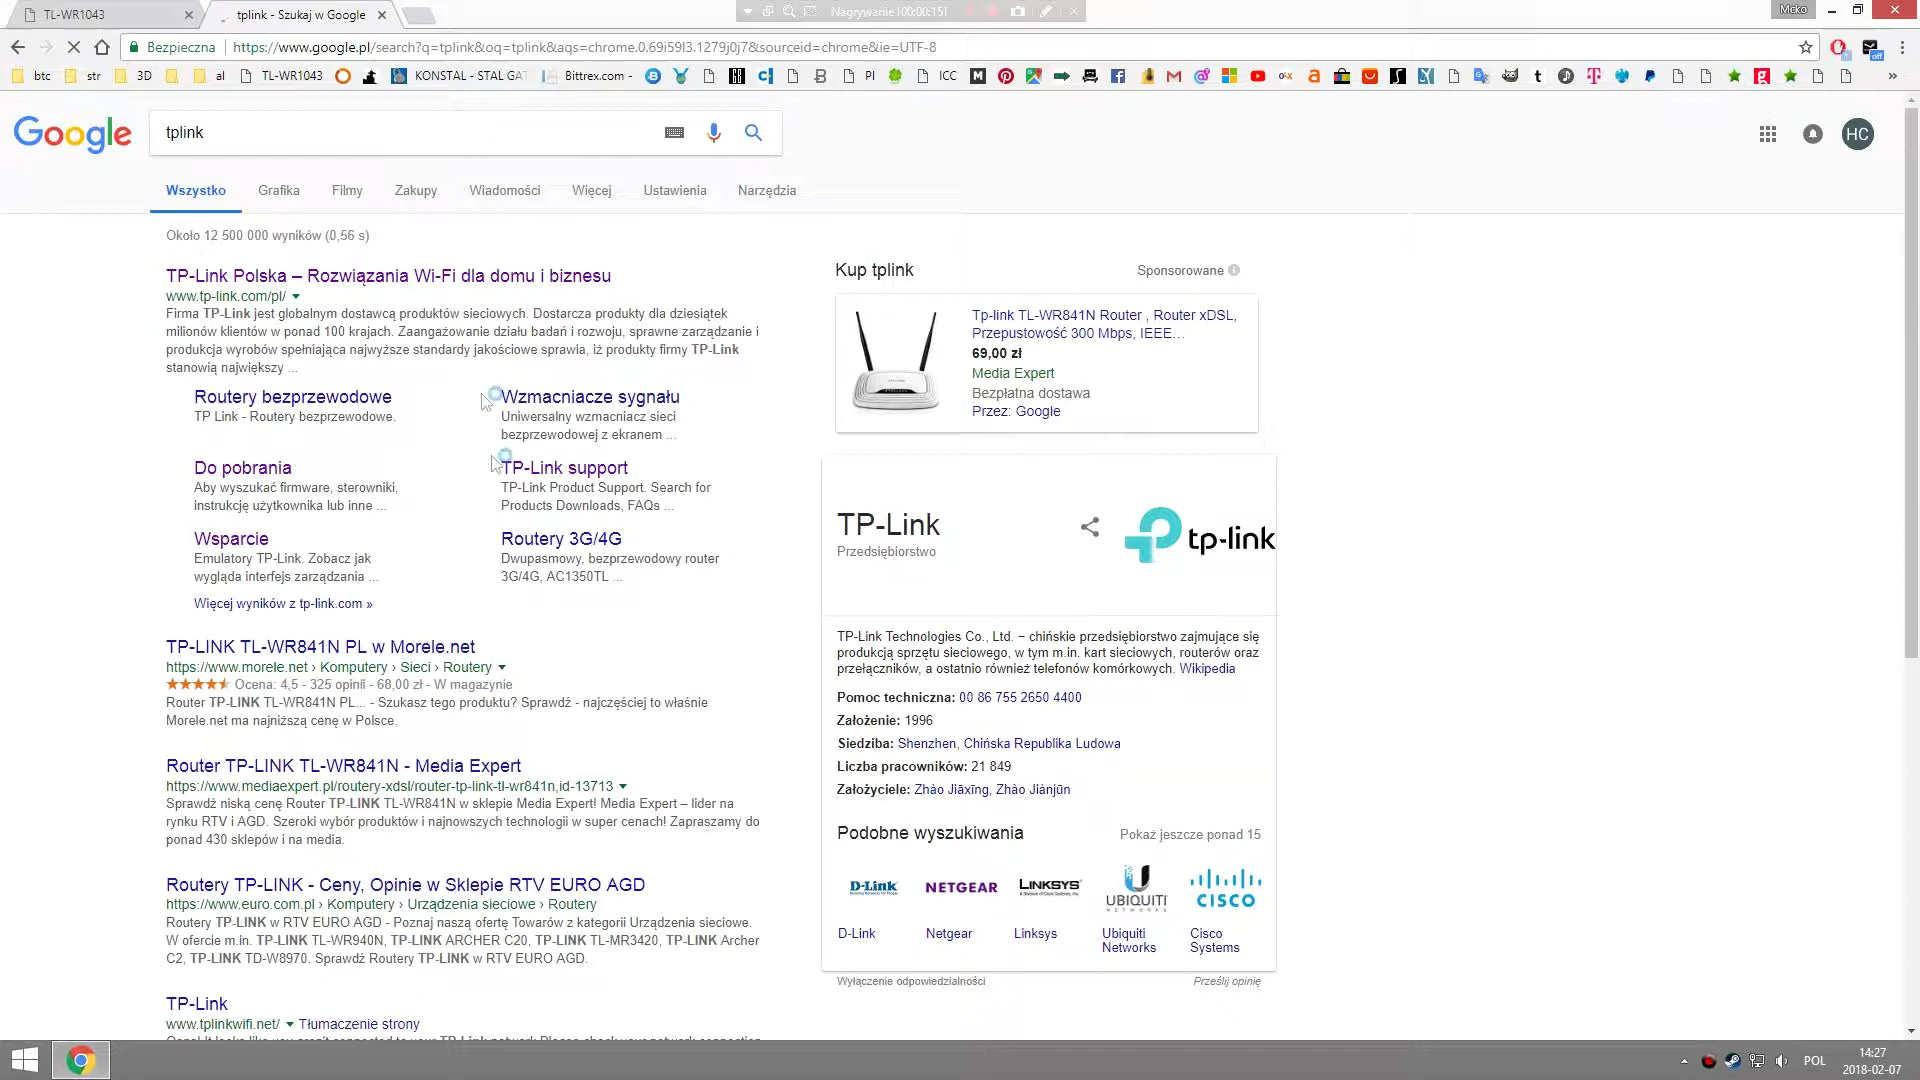 TL-WR1043
tplink - Szukaj w Google
Nagrywanie [00:00:15]
Mcko
Bezpieczna
https://www.google.pl/search?q=tplink&oq=tplink&aqs=chrome.0.69i59l3.1279j0j7&sourceid=chrome&ie=UTF-8
btc
str
3D
al
TL-WR1043
KONSTAL - STAL GAT
Bittrex.com -
PI
ICC
Google
tplink
HC
Wszystko
Grafika
Filmy
Zakupy
Wiadomości
Więcej
Ustawienia
Narzędzia
Około 12 500 000 wyników (0,56 s)
TP-Link Polska – Rozwiązania Wi-Fi dla domu i biznesu
www.tp-link.com/pl/
Firma TP-Link jest globalnym dostawcą produktów sieciowych. Dostarcza produkty dla dziesiątek
milionów klientów w ponad 100 krajach. Zaangażowanie działu badań i rozwoju, sprawne zarządzanie i
produkcja wyrobów spełniająca najwyższe standardy jakościowe sprawia, iż produkty firmy TP-Link
stanowią największy ...
Routery bezprzewodowe
TP Link - Routery bezprzewodowe.
Wzmacniacze sygnału
Uniwersalny wzmacniacz sieci
bezprzewodowej z ekranem ...
Do pobrania
Aby wyszukać firmware, sterowniki,
instrukcję użytkownika lub inne ...
TP-Link support
TP-Link Product Support. Search for
Products Downloads, FAQs ...
Wsparcie
Emulatory TP-Link. Zobacz jak
wygląda interfejs zarządzania ...
Routery 3G/4G
Dwupasmowy, bezprzewodowy router
3G/4G, AC1350TL ...
Więcej wyników z tp-link.com »
TP-LINK TL-WR841N PL w Morele.net
https://www.morele.net › Komputery › Sieci › Routery
Ocena: 4,5 - 325 opinii - 68,00 zł - W magazynie
Router TP-LINK TL-WR841N PL... - Szukasz tego produktu? Sprawdź - najczęściej to właśnie
Morele.net ma najniższą cenę w Polsce.
Router TP-LINK TL-WR841N - Media Expert
https://www.mediaexpert.pl/routery-xdsl/router-tp-link-tl-wr841n,id-13713
Sprawdź niską cenę Router TP-LINK TL-WR841N w sklepie Media Expert! Media Expert – lider na
rynku RTV i AGD. Szeroki wybór produktów i najnowszych technologii w super cenach! Zapraszamy do
ponad 430 sklepów i na media.
Routery TP-LINK - Ceny, Opinie w Sklepie RTV EURO AGD
https://www.euro.com.pl › Komputery › Urządzenia sieciowe › Routery
Routery TP-LINK w RTV EURO AGD - Poznaj naszą ofertę Towarów z kategorii Urządzenia sieciowe.
W ofercie m.in. TP-LINK TL-WR940N, TP-LINK ARCHER C20, TP-LINK TL-MR3420, TP-LINK Archer
C2, TP-LINK TD-W8970. Sprawdź Routery TP-LINK w RTV EURO AGD.
TP-Link
www.tplinkwifi.net/
Tłumaczenie strony
Kup tplink
Sponsorowane
Tp-link TL-WR841N Router , Router xDSL,
Przepustowość 300 Mbps, IEEE...
69,00 zł
Media Expert
Bezpłatna dostawa
Przez: Google
TP-Link
Przedsiębiorstwo
tp-link
TP-Link Technologies Co., Ltd. – chińskie przedsiębiorstwo zajmujące się
produkcją sprzętu sieciowego, w tym m.in. kart sieciowych, routerów oraz
przełączników, a ostatnio również telefonów komórkowych. Wikipedia
Pomoc techniczna: 00 86 755 2650 4400
Założenie: 1996
Siedziba: Shenzhen, Chińska Republika Ludowa
Liczba pracowników: 21 849
Założyciele: Zhào Jiāxīng, Zhào Jiànjūn
Podobne wyszukiwania
Pokaż jeszcze ponad 15
D-Link
NETGEAR
LINKSYS
UBIQUITI
NETWORKS
CISCO
D-Link
Netgear
Linksys
Ubiquiti
Networks
Cisco
Systems
Wyłączenie odpowiedzialności
Prześlij opinię
POL
14:27
2018-02-07